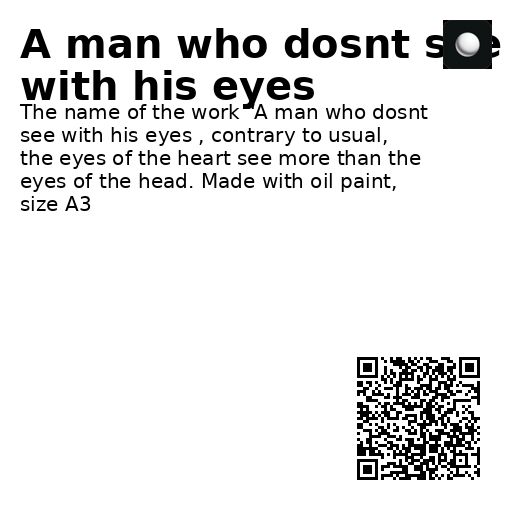 A man who dosnt see
with his eyes
The name of the work "A man who dosnt
see with his eyes , contrary to usual,
the eyes of the heart see more than the
eyes of the head. Made with oil paint,
size A3